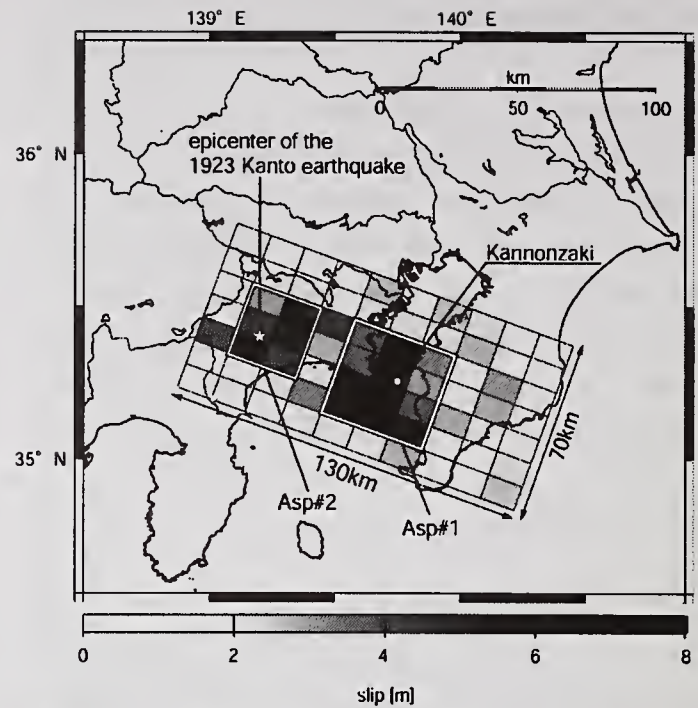 139° E 140° E
km
0 50 100
36° N
epicenter of the
1923 Kanto earthquake
Kannonzaki
35° N
130km
70km
Asp#2
Asp#1
0 2 4 6 8
slip [m]